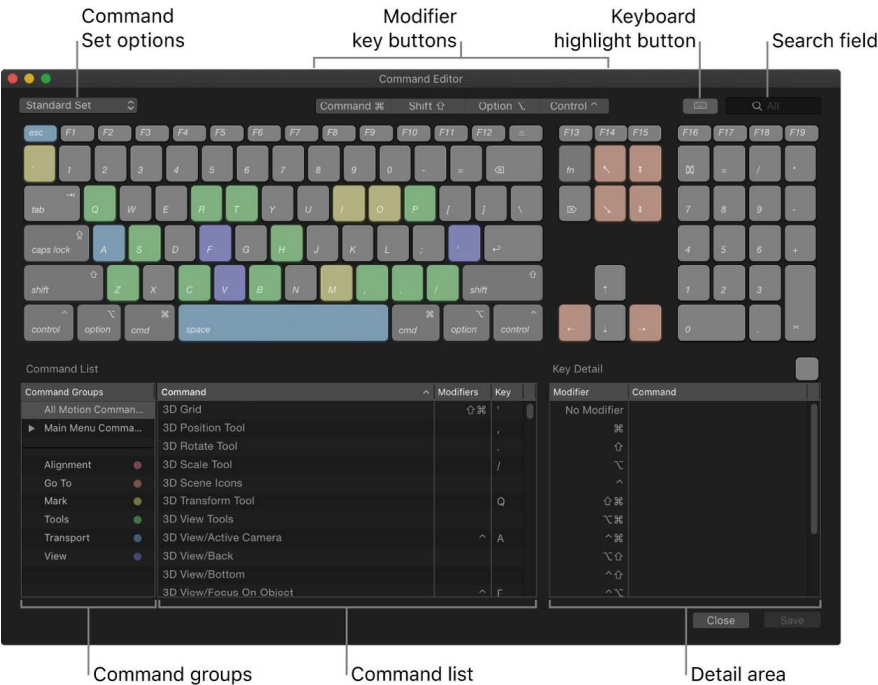 Command
Set options
Modifier
key buttons
Keyboard
highlight button
Search field
Command Editor
Standard Set
Command ⌘ Shift ⇧ Option ⌥ Control ^
All
esc F1 F2 F3 F4 F5 F6 F7 F8 F9 F10 F11 F12 F13 F14 F15 F16 F17 F18 F19
` 1 2 3 4 5 6 7 8 9 0 - = fn = / *
tab Q W E R T Y U I O P [ ] \ 7 8 9 -
caps lock A S D F G H J K L ; ' 4 5 6 +
shift Z X C V B N M , . / shift 1 2 3
control option cmd space cmd option control 0 .
Command List
Key Detail
Command Groups Command Modifiers Key Modifier Command
All Motion Comman... 3D Grid ⇧⌘ ' No Modifier
Main Menu Comma... 3D Position Tool , ⌘
3D Rotate Tool . ⇧
Alignment 3D Scale Tool / ⌥
Go To 3D Scene Icons ^
Mark 3D Transform Tool Q ⇧⌘
Tools 3D View Tools ⌥⌘
Transport 3D View/Active Camera ^ A ^⌘
View 3D View/Back ⌥⇧
3D View/Bottom ^⇧
3D View/Focus On Object ^ ^⌥
Close Save
Command groups
Command list
Detail area